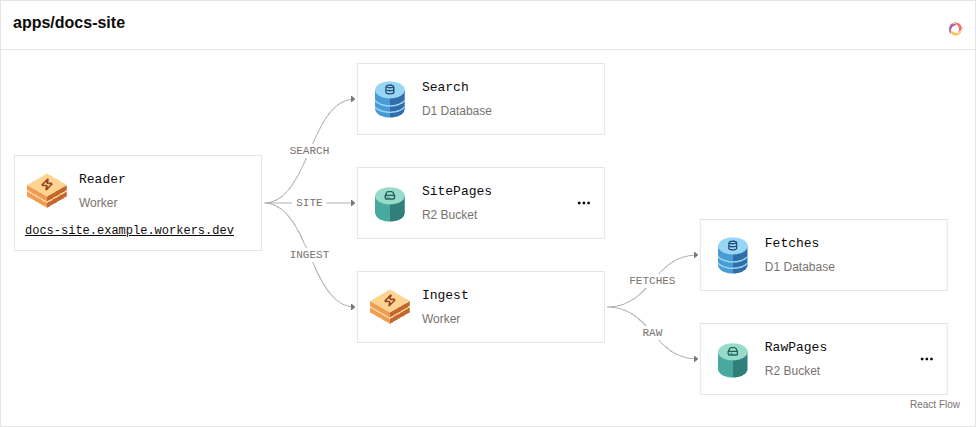 apps/docs-site
Search
D1 Database
SEARCH
Reader
Worker
docs-site.example.workers.dev
SITE
SitePages
R2 Bucket
INGEST
Ingest
Worker
FETCHES
Fetches
D1 Database
RAW
RawPages
R2 Bucket
React Flow